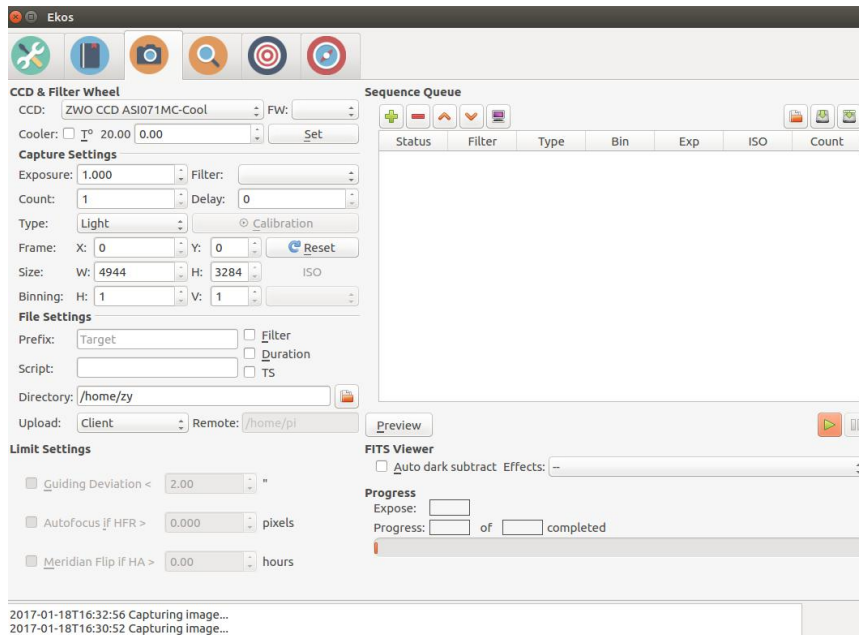 Ekos
CCD & Filter Wheel
CCD: ZWO CCD ASI071MC-Cool FW:
Cooler: Tº 20.00 0.00 Set
Capture Settings
Exposure: 1.000 Filter:
Count: 1 Delay: 0
Type: Light Calibration
Frame: X: 0 Y: 0 Reset
Size: W: 4944 H: 3284 ISO
Binning: H: 1 V: 1
File Settings
Prefix: Target Filter
Duration
Script: TS
Directory: /home/zy
Upload: Client Remote: /home/pi
Limit Settings
Guiding Deviation < 2.00 "
Autofocus if HFR > 0.000 pixels
Meridian Flip if HA > 0.00 hours
Sequence Queue
Status Filter Type Bin Exp ISO Count
Preview
FITS Viewer
Auto dark subtract Effects: --
Progress
Expose:
Progress: of completed
2017-01-18T16:32:56 Capturing image...
2017-01-18T16:30:52 Capturing image...